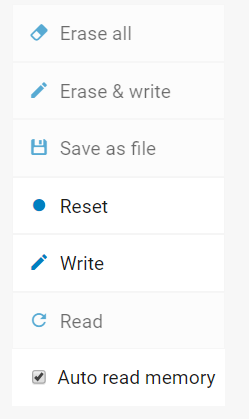 Erase all
Erase & write
Save as file
Reset
Write
Read
Auto read memory